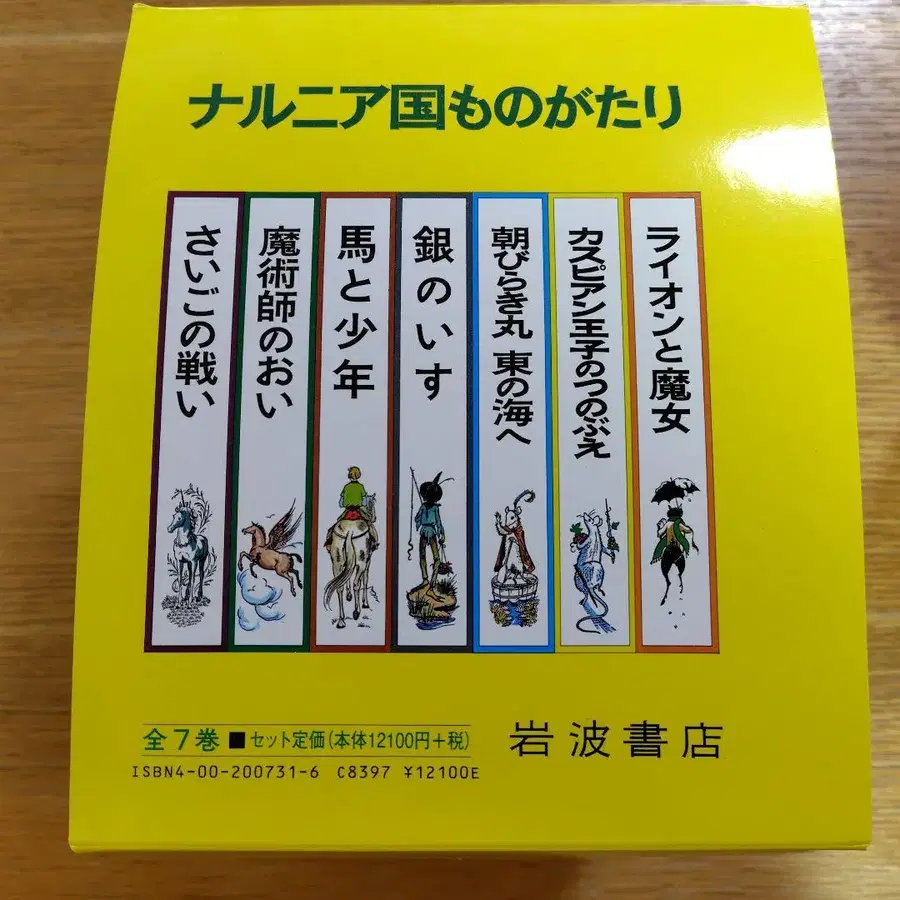 ナルニア国ものがたり
ライオンと魔女
カスピアン王子のつのぶえ
朝びらき丸 東の海へ
銀のいす
馬と少年
魔術師のおい
さいごの戦い
全7巻■セット定価(本体12100円+税)
岩波書店
ISBN4-00-200731-6 C8397 ¥12100E